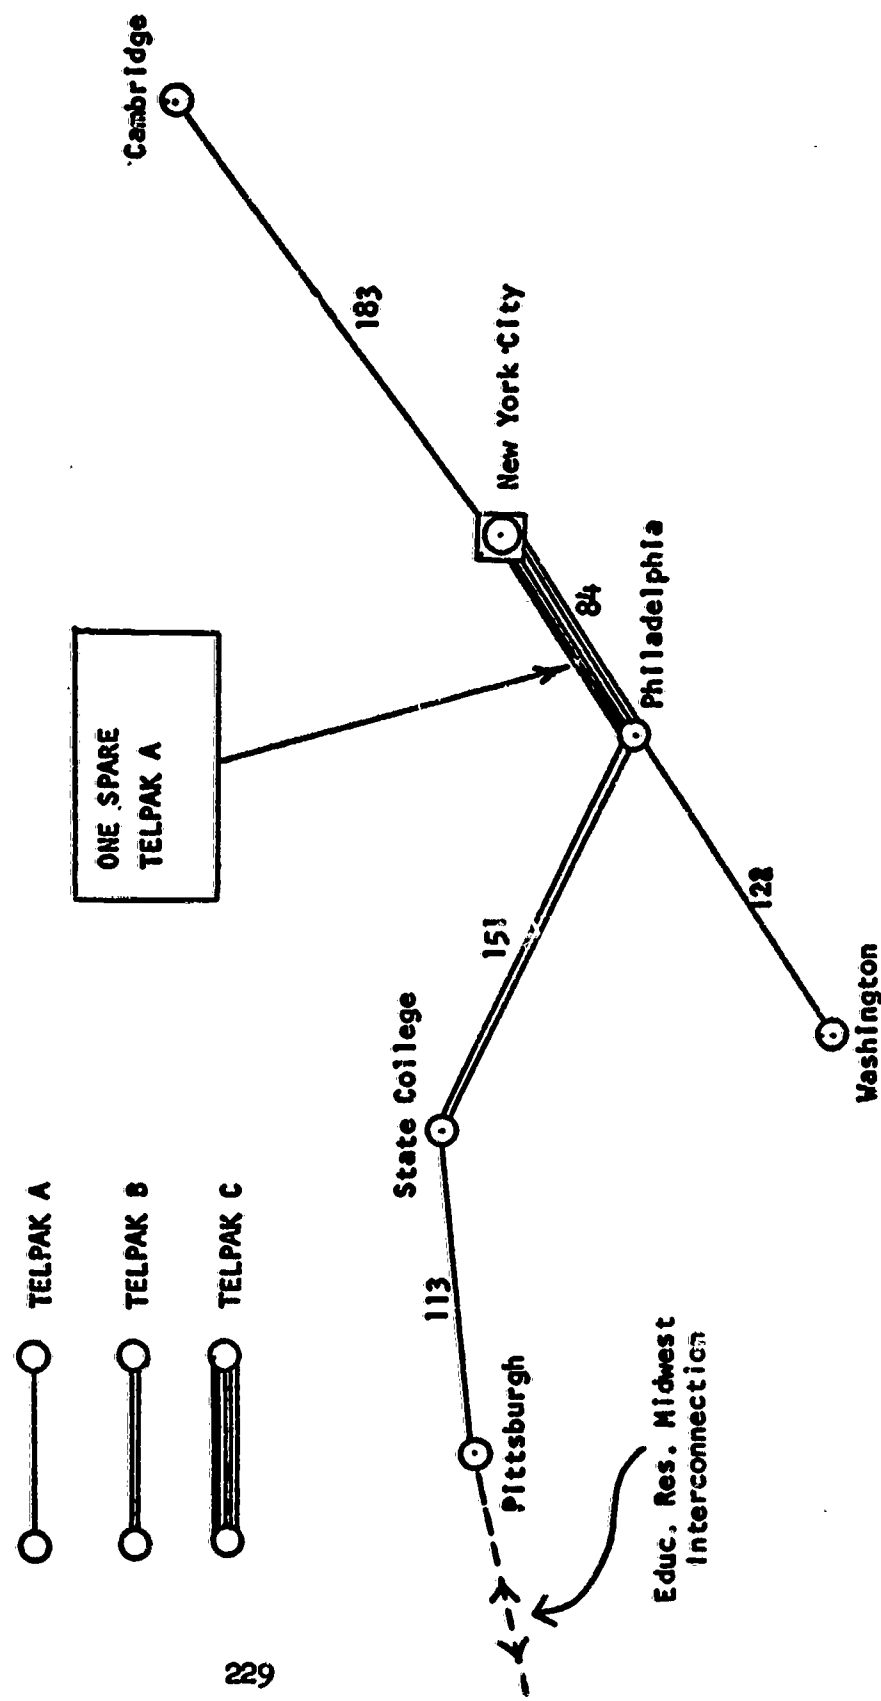 TELPAK A
TELPAK B
TELPAK C
ONE SPARE
TELPAK A
Cambridge
183
New York City
84
Philadelphia
151
128
State College
Washington
113
Pittsburgh
Educ. Res. Midwest
Interconnection
229